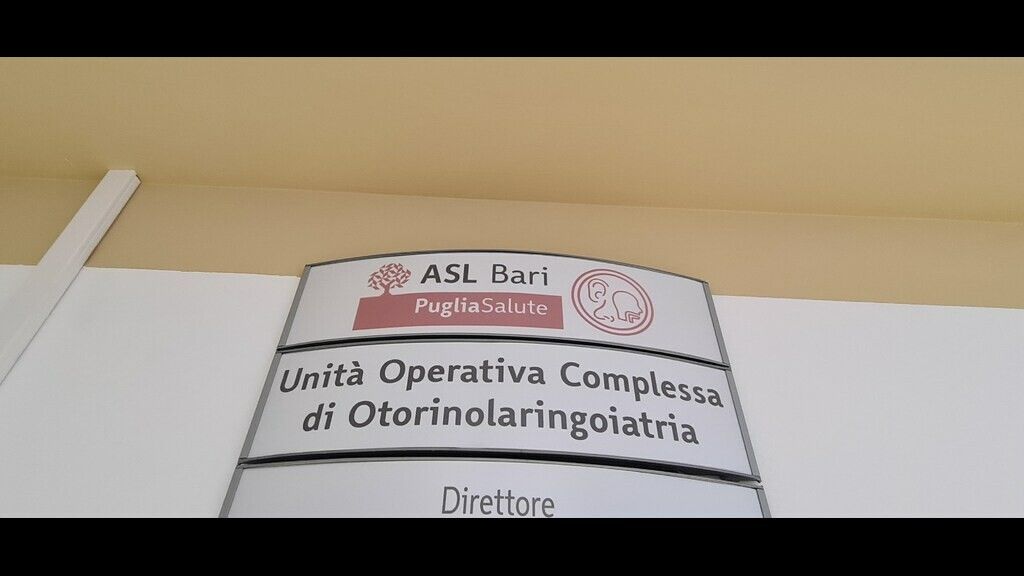 ASL Bari
PugliaSalute
Unità Operativa Complessa
di Otorinolaringoiatria
Direttore